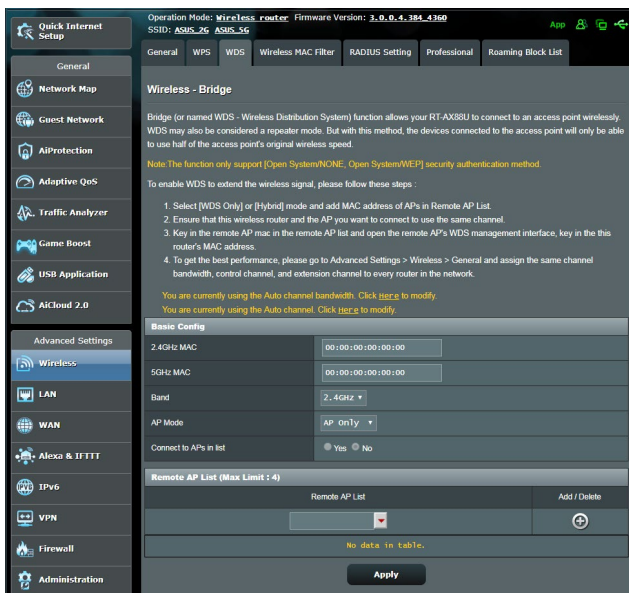 Quick Internet
Setup
General
Network Map
Guest Network
AiProtection
Adaptive QoS
Traffic Analyzer
Game Boost
USB Application
AiCloud 2.0
Advanced Settings
Wireless
LAN
WAN
Alexa & IFTTT
IPv6
VPN
Firewall
Administration
Operation Mode: Wireless router Firmware Version: 3.0.0.4.384_4360
SSID: ASUS_2G ASUS_5G
App
General WPS WDS Wireless MAC Filter RADIUS Setting Professional Roaming Block List
Wireless - Bridge
Bridge (or named WDS - Wireless Distribution System) function allows your RT-AX88U to connect to an access point wirelessly.
WDS may also be considered a repeater mode. But with this method, the devices connected to the access point will only be able
to use half of the access point's original wireless speed.
Note:The function only support [Open System/NONE, Open System/WEP] security authentication method.
To enable WDS to extend the wireless signal, please follow these steps :
1. Select [WDS Only] or [Hybrid] mode and add MAC address of APs in Remote AP List.
2. Ensure that this wireless router and the AP you want to connect to use the same channel.
3. Key in the remote AP mac in the remote AP list and open the remote AP's WDS management interface, key in the this
router's MAC address.
4. To get the best performance, please go to Advanced Settings > Wireless > General and assign the same channel
bandwidth, control channel, and extension channel to every router in the network.
You are currently using the Auto channel bandwidth. Click Here to modify.
You are currently using the Auto channel. Click Here to modify.
Basic Config
2.4GHz MAC 00:00:00:00:00:00
5GHz MAC 00:00:00:00:00:00
Band 2.4GHz
AP Mode AP Only
Connect to APs in list Yes No
Remote AP List (Max Limit : 4)
Remote AP List Add / Delete
No data in table.
Apply